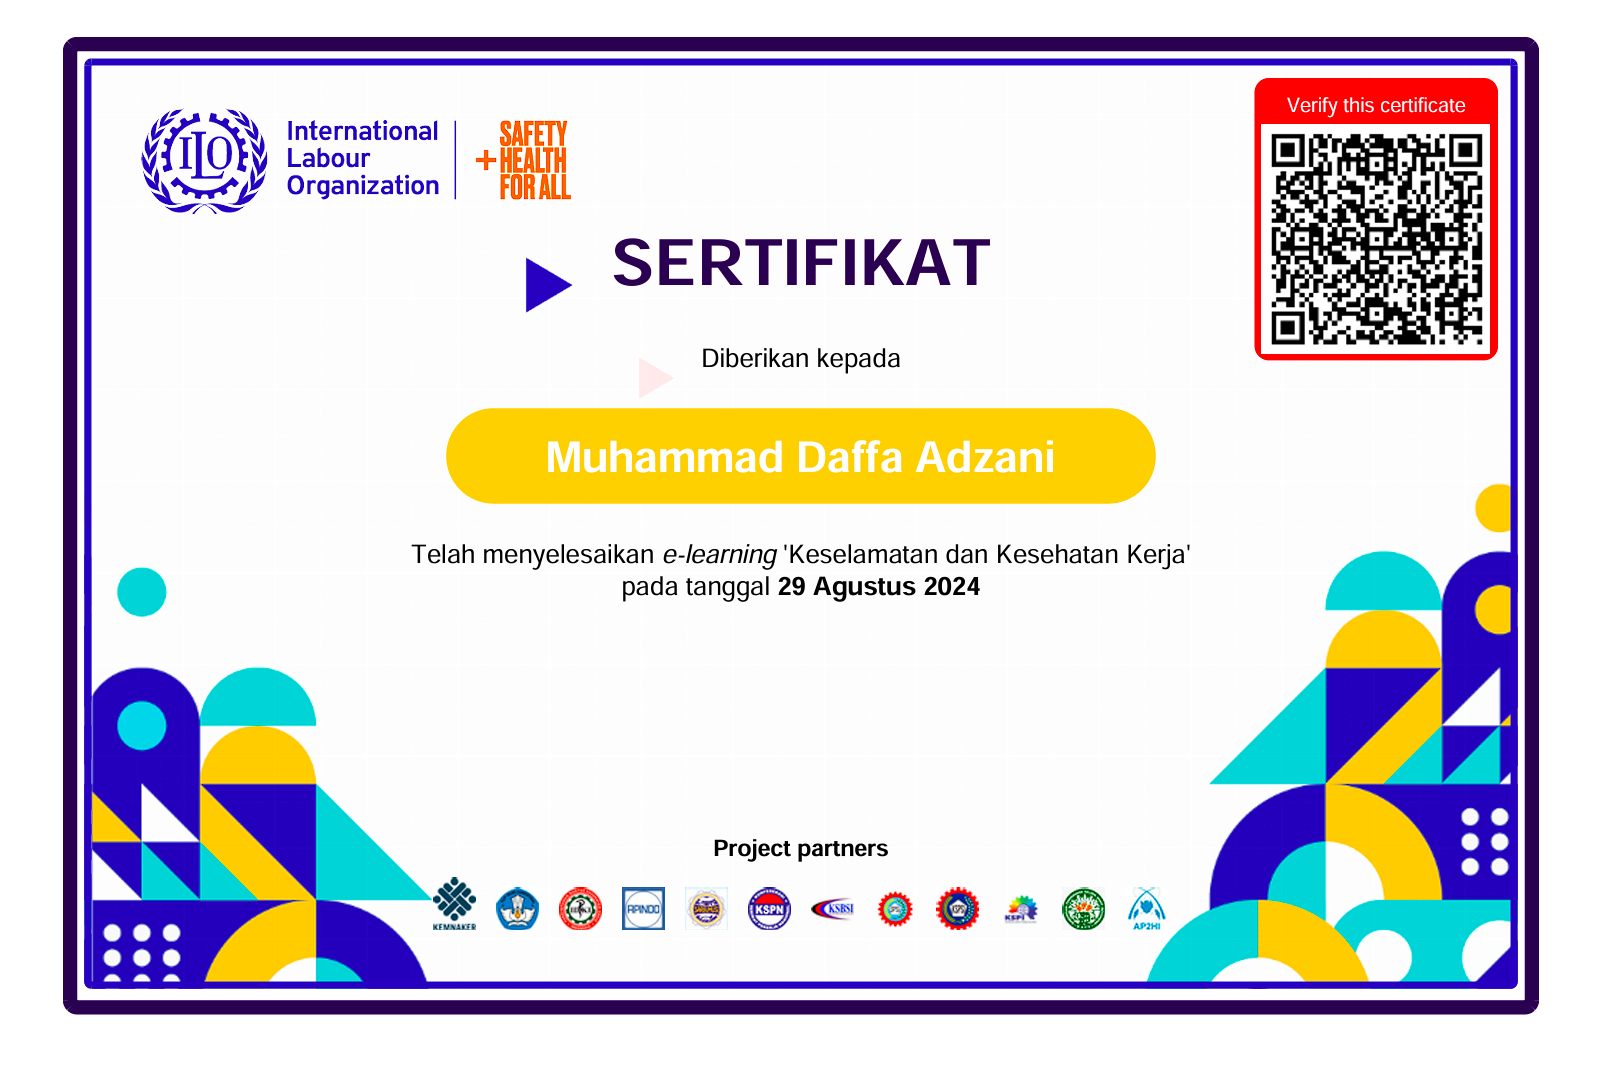 ILO
International
Labour
Organization
SAFETY
+HEALTH
FOR ALL
Verify this certificate
SERTIFIKAT
Diberikan kepada
Muhammad Daffa Adzani
Telah menyelesaikan e-learning 'Keselamatan dan Kesehatan Kerja'
pada tanggal 29 Agustus 2024
Project partners
KEMNAKER
APINDO
KSPN
KSBSI
KSPI
AP2HI